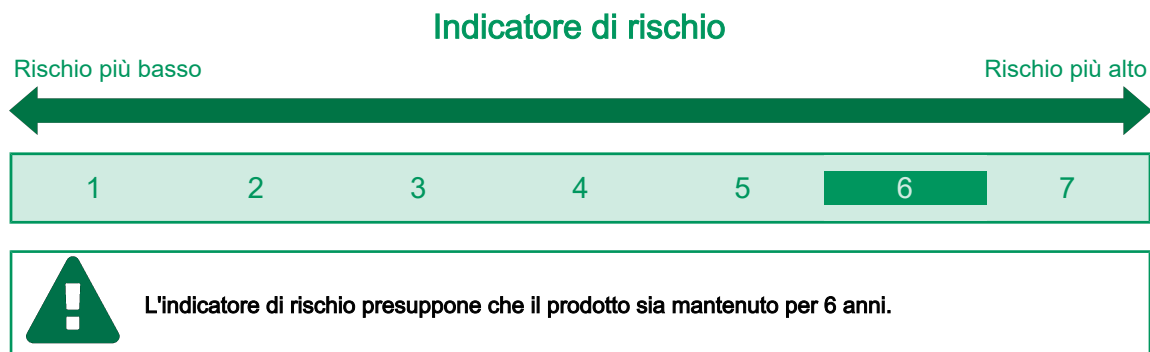 Indicatore di rischio
Rischio più basso Rischio più alto
1 2 3 4 5 6 7
L'indicatore di rischio presuppone che il prodotto sia mantenuto per 6 anni.